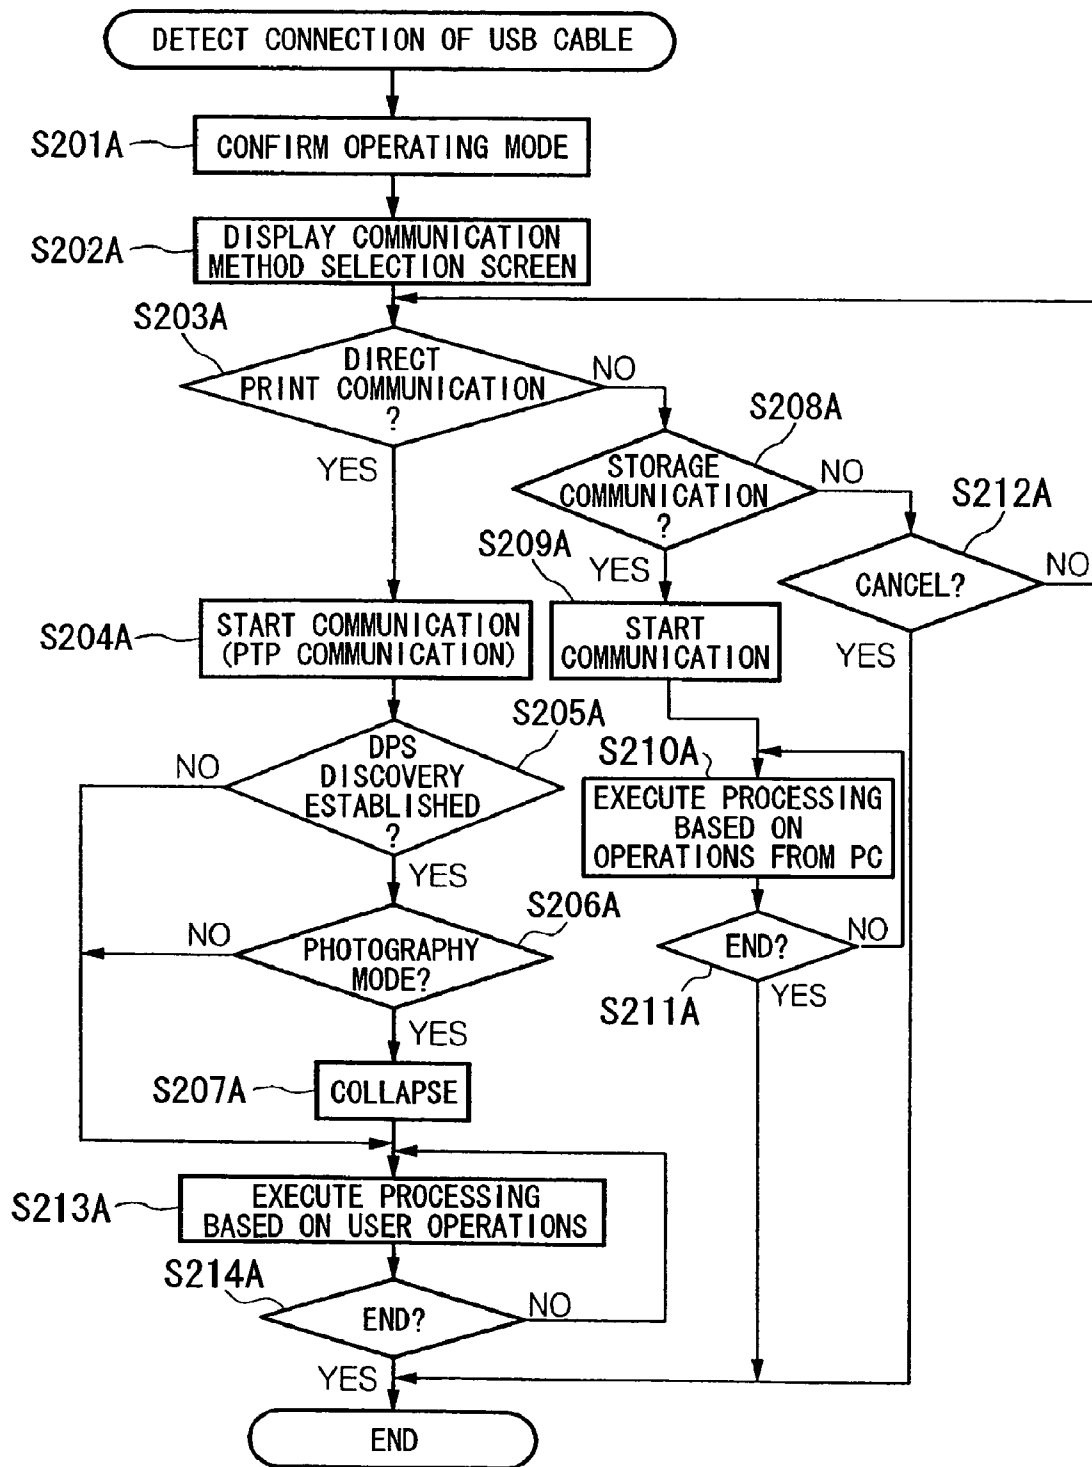 DETECT CONNECTION OF USB CABLE
S201A
CONFIRM OPERATING MODE
S202A
DISPLAY COMMUNICATION
METHOD SELECTION SCREEN
S203A
DIRECT
PRINT COMMUNICATION
?
NO
YES
S208A
STORAGE
COMMUNICATION
?
NO
YES
S212A
CANCEL?
NO
YES
S209A
START
COMMUNICATION
S204A
START COMMUNICATION
(PTP COMMUNICATION)
S205A
DPS
DISCOVERY
ESTABLISHED
?
NO
YES
S210A
EXECUTE PROCESSING
BASED ON
OPERATIONS FROM PC
S206A
PHOTOGRAPHY
MODE?
NO
YES
S211A
END?
NO
YES
S207A
COLLAPSE
S213A
EXECUTE PROCESSING
BASED ON USER OPERATIONS
S214A
END?
NO
YES
END